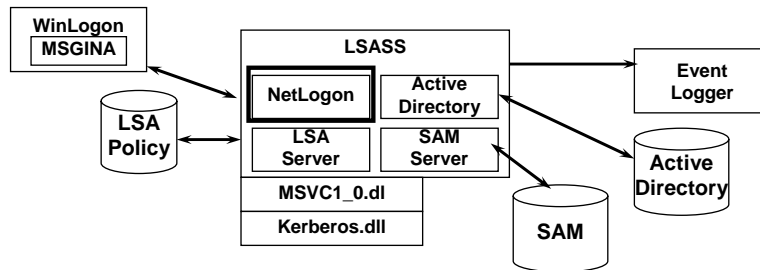 WinLogon
MSGINA
LSASS
NetLogon
Active
Directory
Event
Logger
LSA
Policy
LSA
Server
SAM
Server
Active
Directory
MSVC1_0.dl
Kerberos.dll
SAM